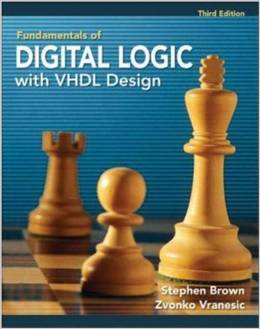 Third Edition
Fundamentals of
DIGITAL LOGIC
with VHDL Design
Stephen Brown
Zvonko Vranesic